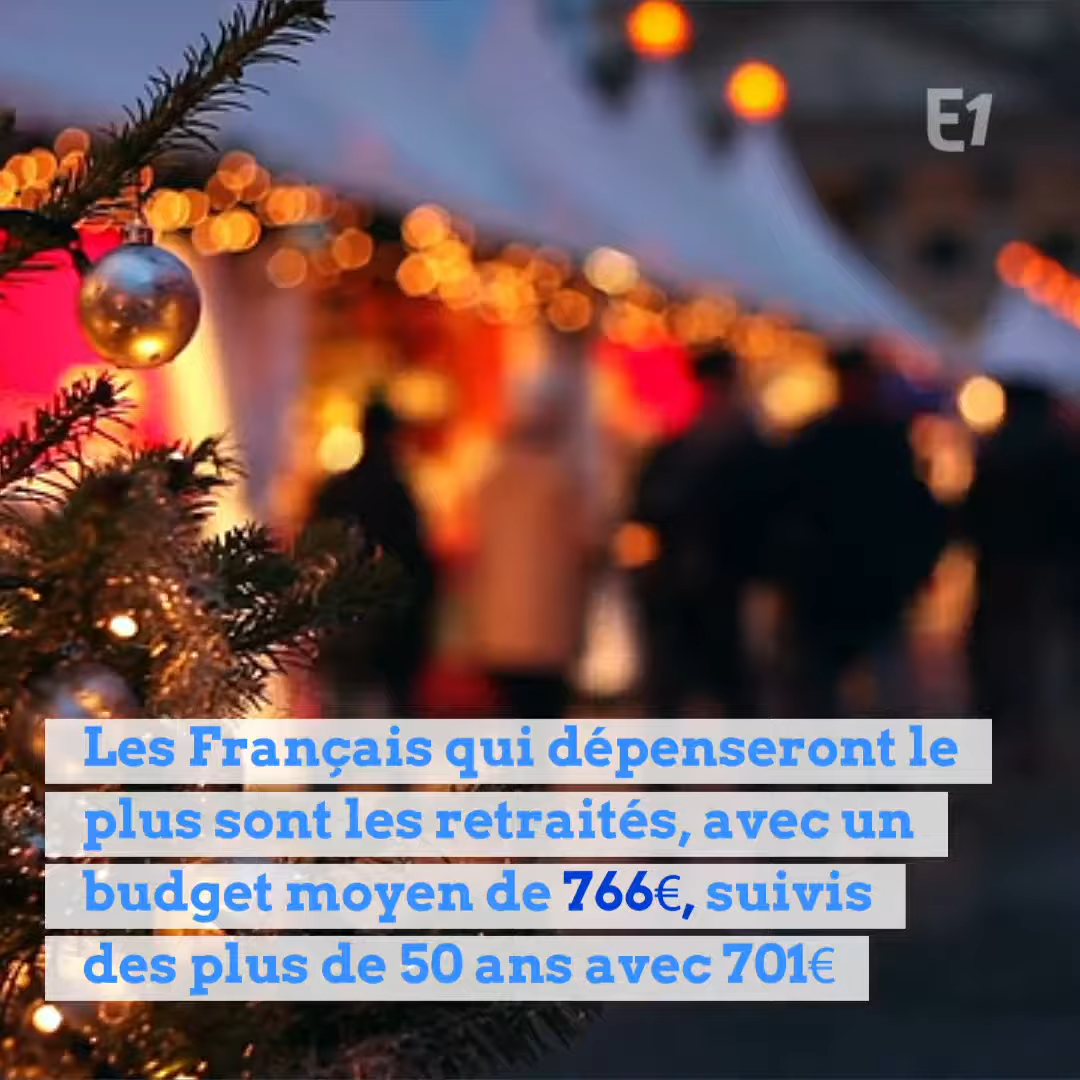 E1
Les Français qui dépenseront le
plus sont les retraités, avec un
budget moyen de 766€, suivis
des plus de 50 ans avec 701€